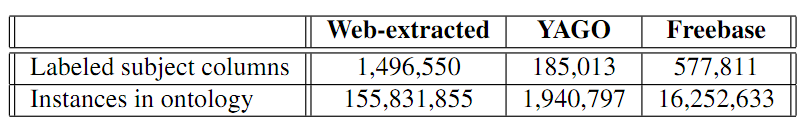 Web-extracted YAGO Freebase
Labeled subject columns 1,496,550 185,013 577,811
Instances in ontology 155,831,855 1,940,797 16,252,633